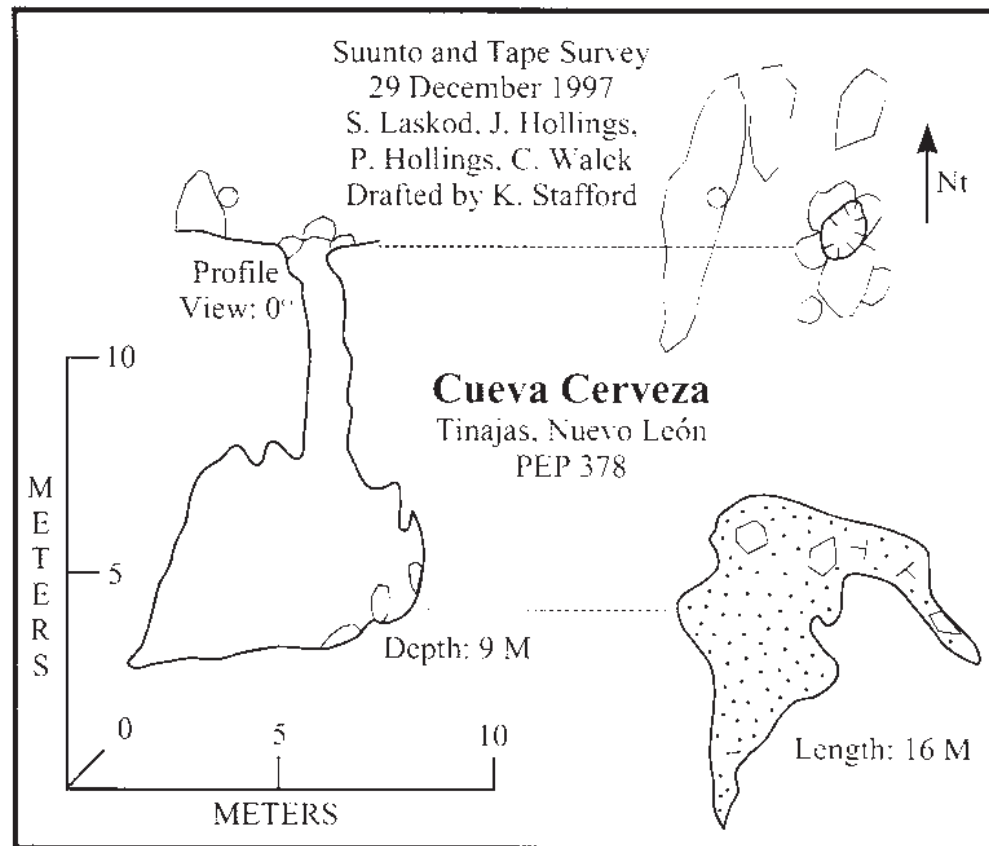 Suunto and Tape Survey
29 December 1997
S. Laskod, J. Hollings,
P. Hollings, C. Walck
Drafted by K. Stafford
Nt
Profile
View: 0°
10
Cueva Cerveza
Tinajas, Nuevo León
PEP 378
METERS
5
Depth: 9 M
0
5
10
METERS
Length: 16 M